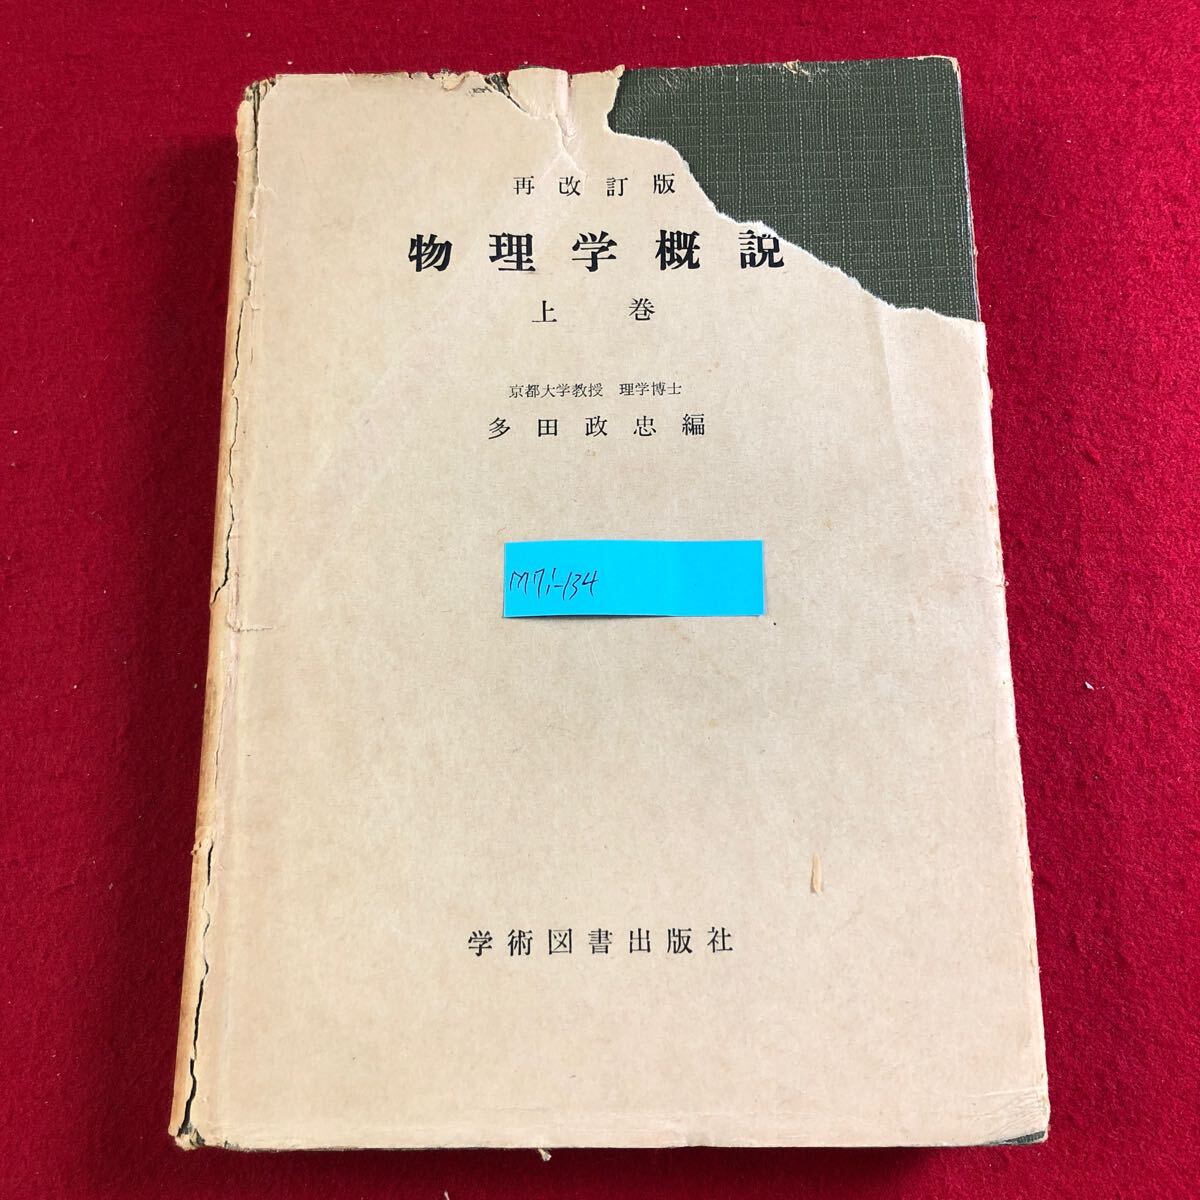 再改訂版
物理学概説
上巻
京都大学教授 理学博士
多田政忠編
M7i-134
学術図書出版社